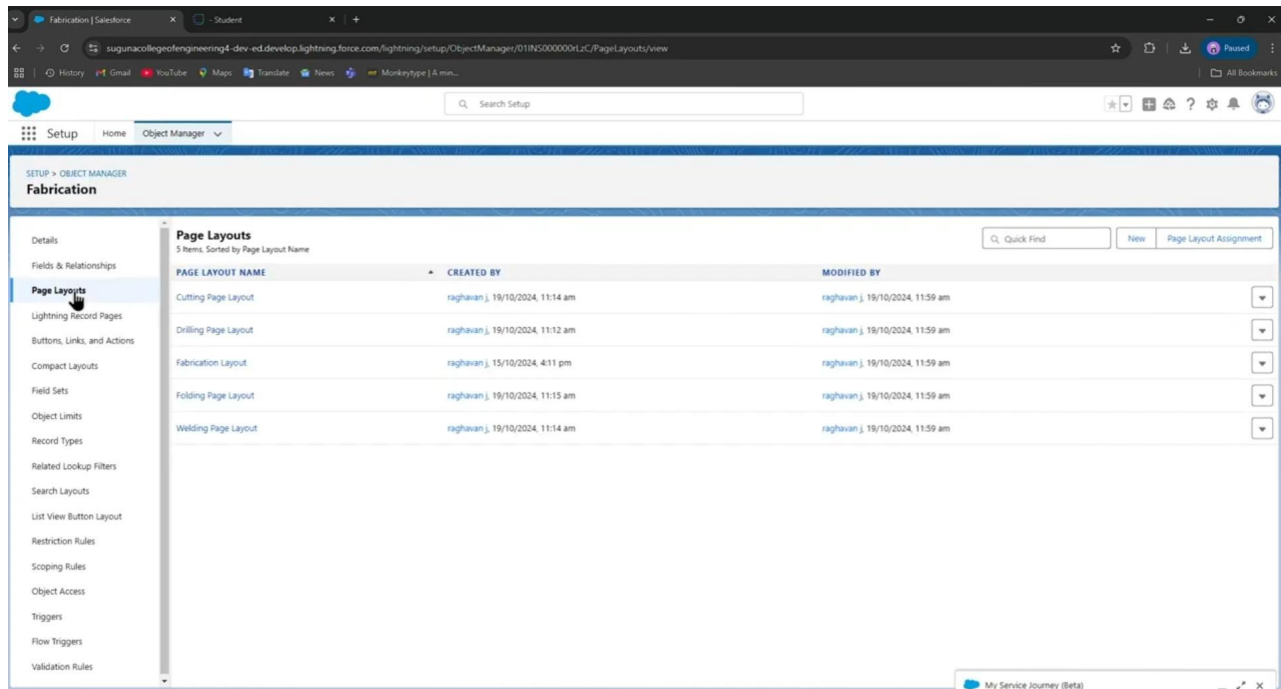 Fabrication | Salesforce
- Student
sugunacollegeofengineering4-dev-ed.develop.lightning.force.com/lightning/setup/ObjectManager/01INS000000rLzC/PageLayouts/view
Paused
History Gmail YouTube Maps Translate News Monkeytype | A min...
All Bookmarks
Search Setup
Setup Home Object Manager
SETUP > OBJECT MANAGER
Fabrication
Details
Fields & Relationships
Page Layouts
Lightning Record Pages
Buttons, Links, and Actions
Compact Layouts
Field Sets
Object Limits
Record Types
Related Lookup Filters
Search Layouts
List View Button Layout
Restriction Rules
Scoping Rules
Object Access
Triggers
Flow Triggers
Validation Rules
Page Layouts
5 Items, Sorted by Page Layout Name
Quick Find
New
Page Layout Assignment
PAGE LAYOUT NAME CREATED BY MODIFIED BY
Cutting Page Layout raghavan j, 19/10/2024, 11:14 am raghavan j, 19/10/2024, 11:59 am
Drilling Page Layout raghavan j, 19/10/2024, 11:12 am raghavan j, 19/10/2024, 11:59 am
Fabrication Layout raghavan j, 15/10/2024, 4:11 pm raghavan j, 19/10/2024, 11:59 am
Folding Page Layout raghavan j, 19/10/2024, 11:15 am raghavan j, 19/10/2024, 11:59 am
Welding Page Layout raghavan j, 19/10/2024, 11:14 am raghavan j, 19/10/2024, 11:59 am
My Service Journey (Beta)